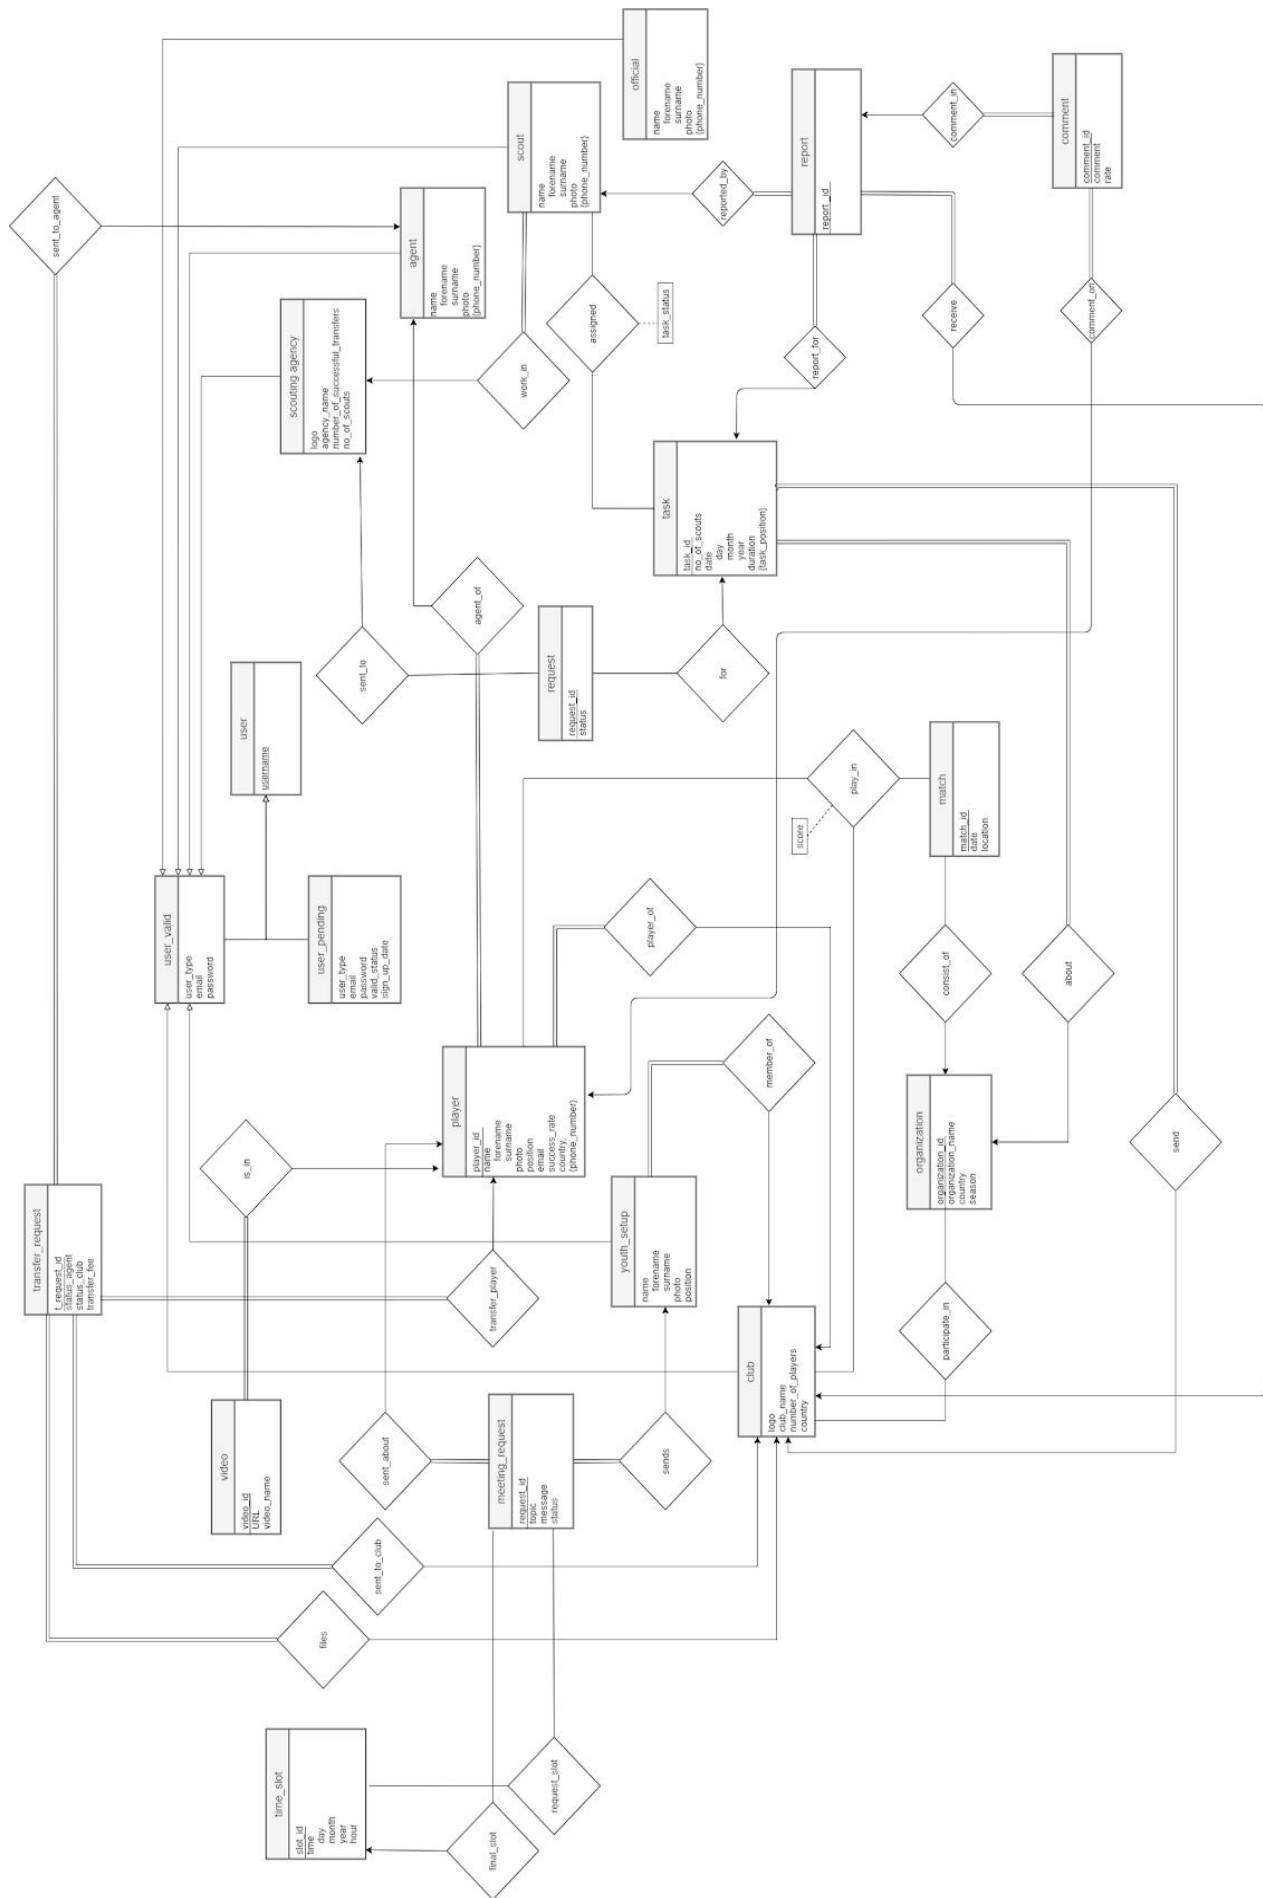 sent_to_agent
transfer_request
t_request_id
status_agent
status_club
transfer_fee
user_valid
user_type
email
password
is_in
video
video_id
URL
video_name
user
username
time_slot
slot_id
time
day
month
year
hour
files
sent_to_club
sent_about
user_pending
user_type
email
password
valid_status
sign_up_date
sent_to
scouting agency
logo
agency_name
number_of_successful_transfers
no_of_scouts
agent
name
forename
surname
photo
{phone_number}
player
player_id
name
forename
surname
photo
position
email
success_rate
country,
{phone_number}
agent_of
final_slot
transfer_player
meeting_request
request_id
topic
message
status
request_slot
work_in
scout
name
forename
surname
photo
{phone_number}
request
request_id
status
assigned
task_status
official
name
forename
surname
photo
{phone_number}
youth_setup
name
forename
surname
photo
position
sends
player_of
task
task_id
no_of_scouts
date
day
month
year
duration
{task_position}
for
reported_by
club
logo
club_name
number_of_players
country
member_of
score
play_in
report_for
report
report_id
organization
organization_id
organization_name
country
season
participate_in
consist_of
match
match_id
date
location
receive
comment_in
about
comment
comment_id
comment
rate
comment_on
send